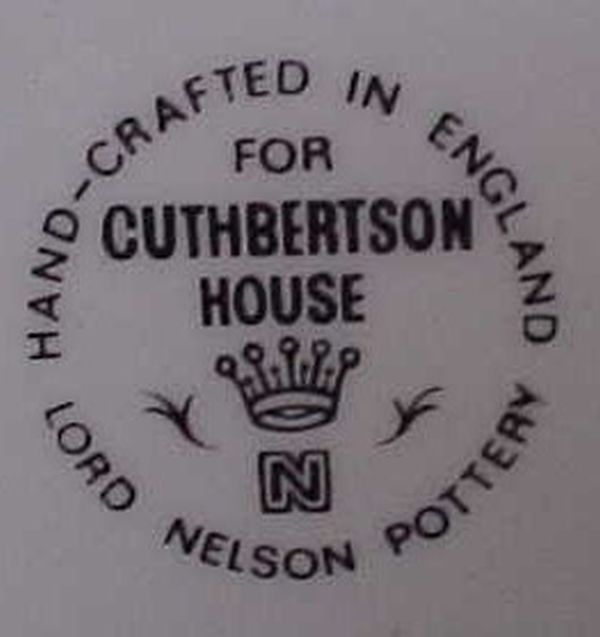 HAND-CRAFTED IN ENGLAND
FOR
CUTHBERTSON
HOUSE
N
LORD NELSON POTTERY